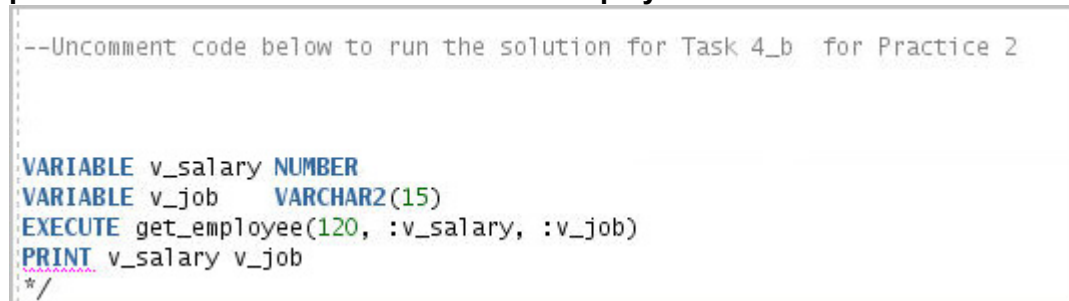 --Uncomment code below to run the solution for Task 4_b  for Practice 2
VARIABLE v_salary NUMBER
VARIABLE v_job    VARCHAR2(15)
EXECUTE get_employee(120, :v_salary, :v_job)
PRINT v_salary v_job
*/